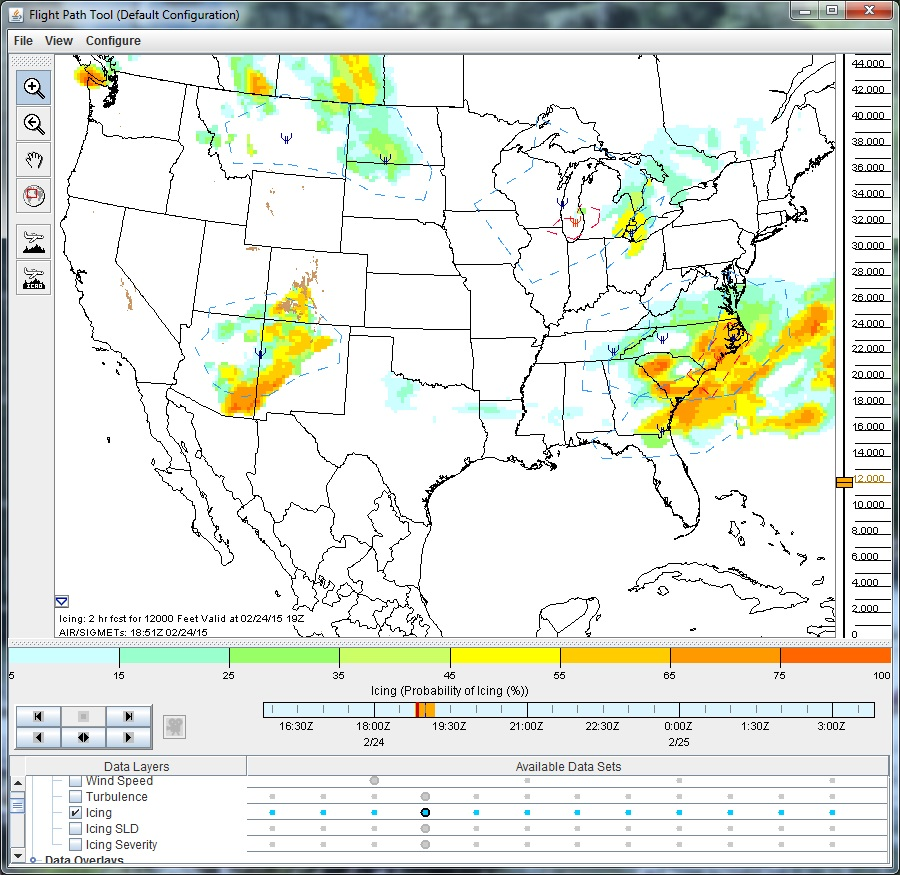 Flight Path Tool (Default Configuration)
File View Configure
44,000
42,000
40,000
38,000
36,000
34,000
32,000
30,000
28,000
26,000
24,000
22,000
20,000
18,000
16,000
14,000
12,000
10,000
8,000
6,000
4,000
2,000
0
Icing: 2 hr fcst for 12000 Feet Valid at 02/24/15 19Z
AIR/SIGMETs: 18:51Z 02/24/15
5 15 25 35 45 55 65 75 100
Icing (Probability of Icing (%))
16:30Z 18:00Z 19:30Z 21:00Z 22:30Z 0:00Z 1:30Z 3:00Z
2/24 2/25
Data Layers Available Data Sets
Wind Speed
Turbulence
Icing
Icing SLD
Icing Severity
Data Overlays